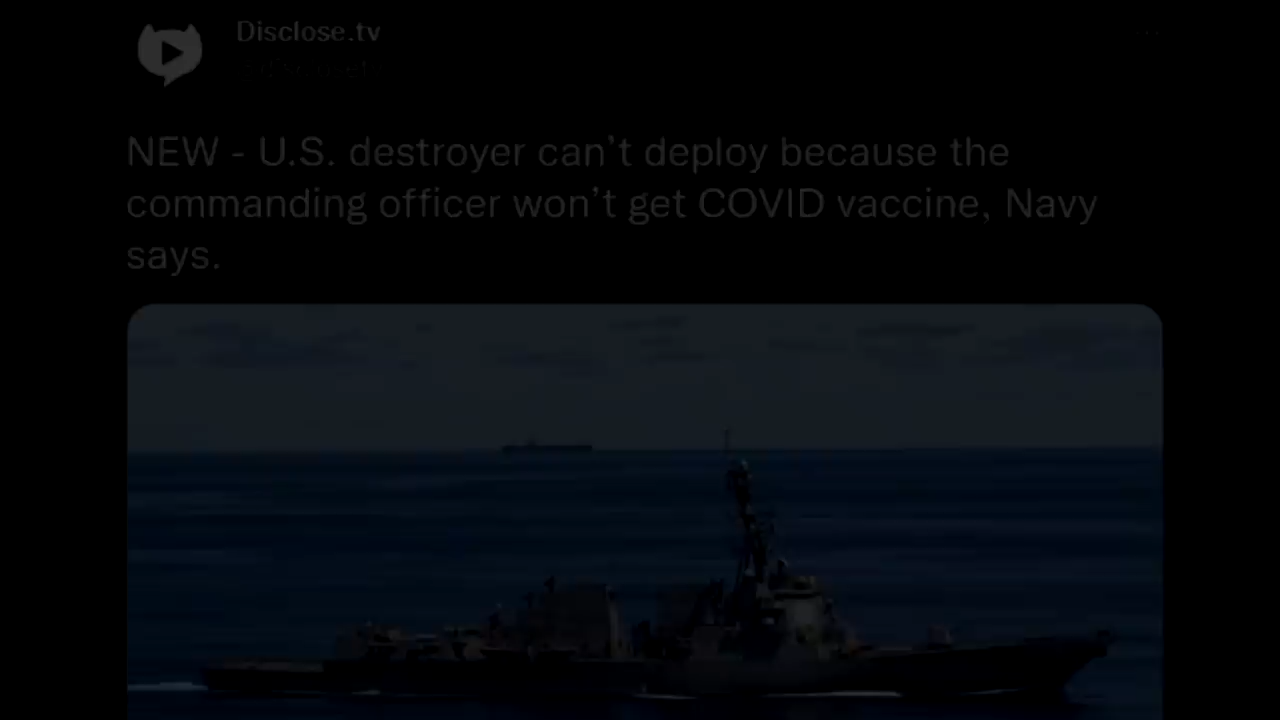 Disclose.tv
NEW - U.S. destroyer can't deploy because the
commanding officer won't get COVID vaccine, Navy
says.